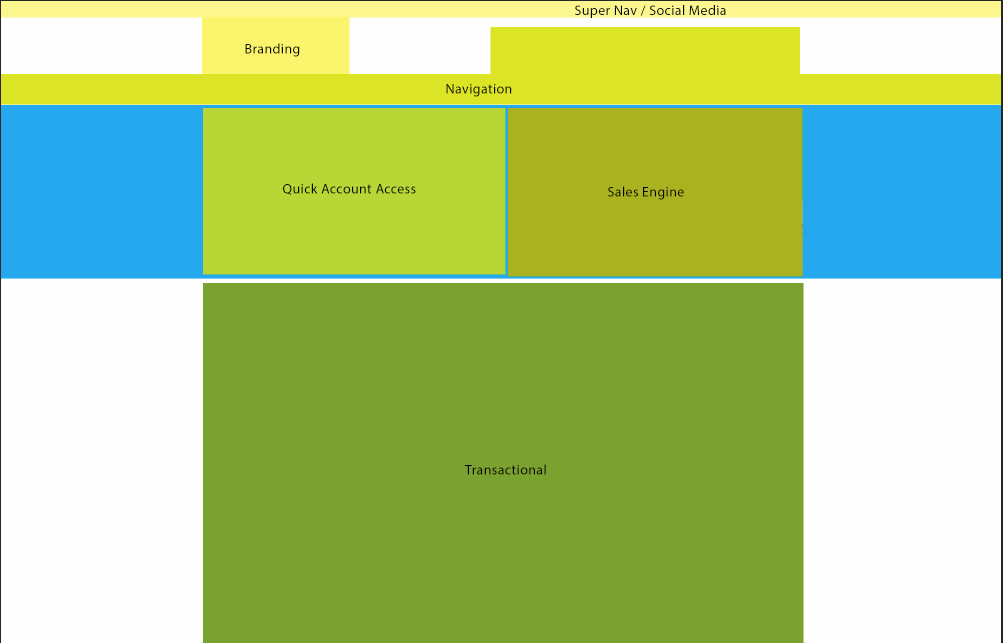 Super Nav / Social Media
Branding
Navigation
Quick Account Access
Sales Engine
Transactional